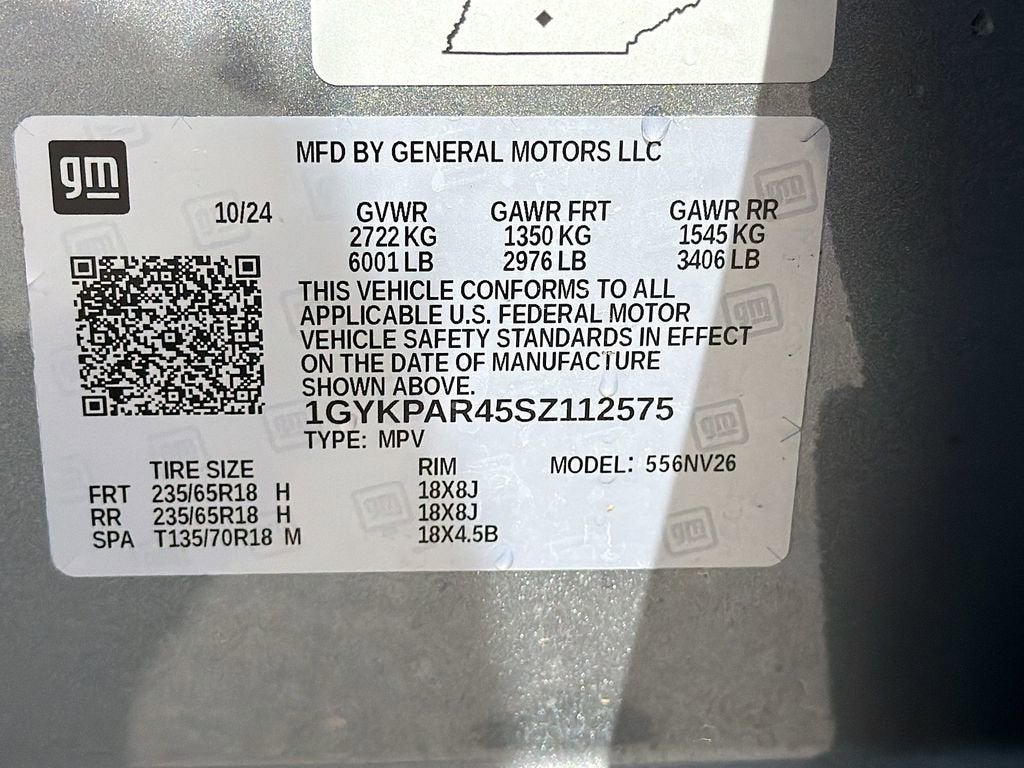 gm
MFD BY GENERAL MOTORS LLC
10/24 GVWR GAWR FRT GAWR RR
2722 KG 1350 KG 1545 KG
6001 LB 2976 LB 3406 LB
THIS VEHICLE CONFORMS TO ALL
APPLICABLE U.S. FEDERAL MOTOR
VEHICLE SAFETY STANDARDS IN EFFECT
ON THE DATE OF MANUFACTURE
SHOWN ABOVE.
1GYKPAR45SZ112575
TYPE: MPV
TIRE SIZE RIM MODEL: 556NV26
FRT 235/65R18 H 18X8J
RR 235/65R18 H 18X8J
SPA T135/70R18 M 18X4.5B